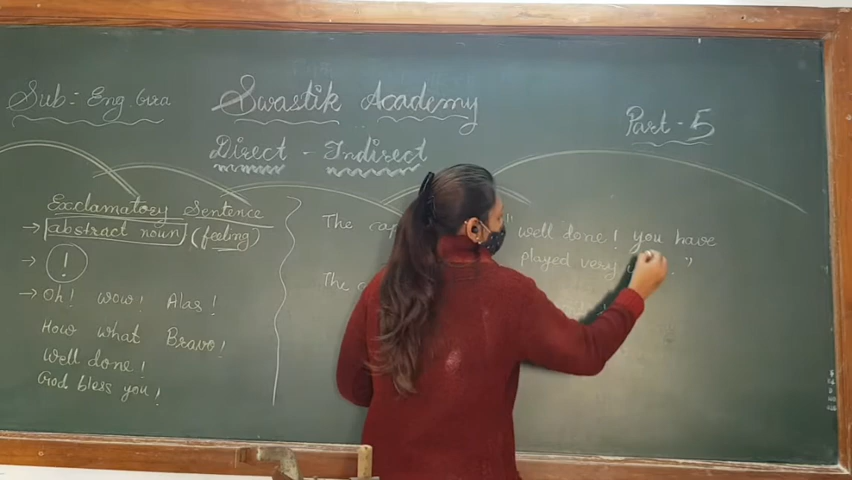 Sub:- Eng. Gra
Swastik Academy
Part-5
Direct - Indirect
Exclamatory Sentence
→ abstract noun (feeling)
→ !
→ Oh! wow! Alas!
How what Bravo!
Well done!
God bless you!
The "well done! you have
played very ."
The